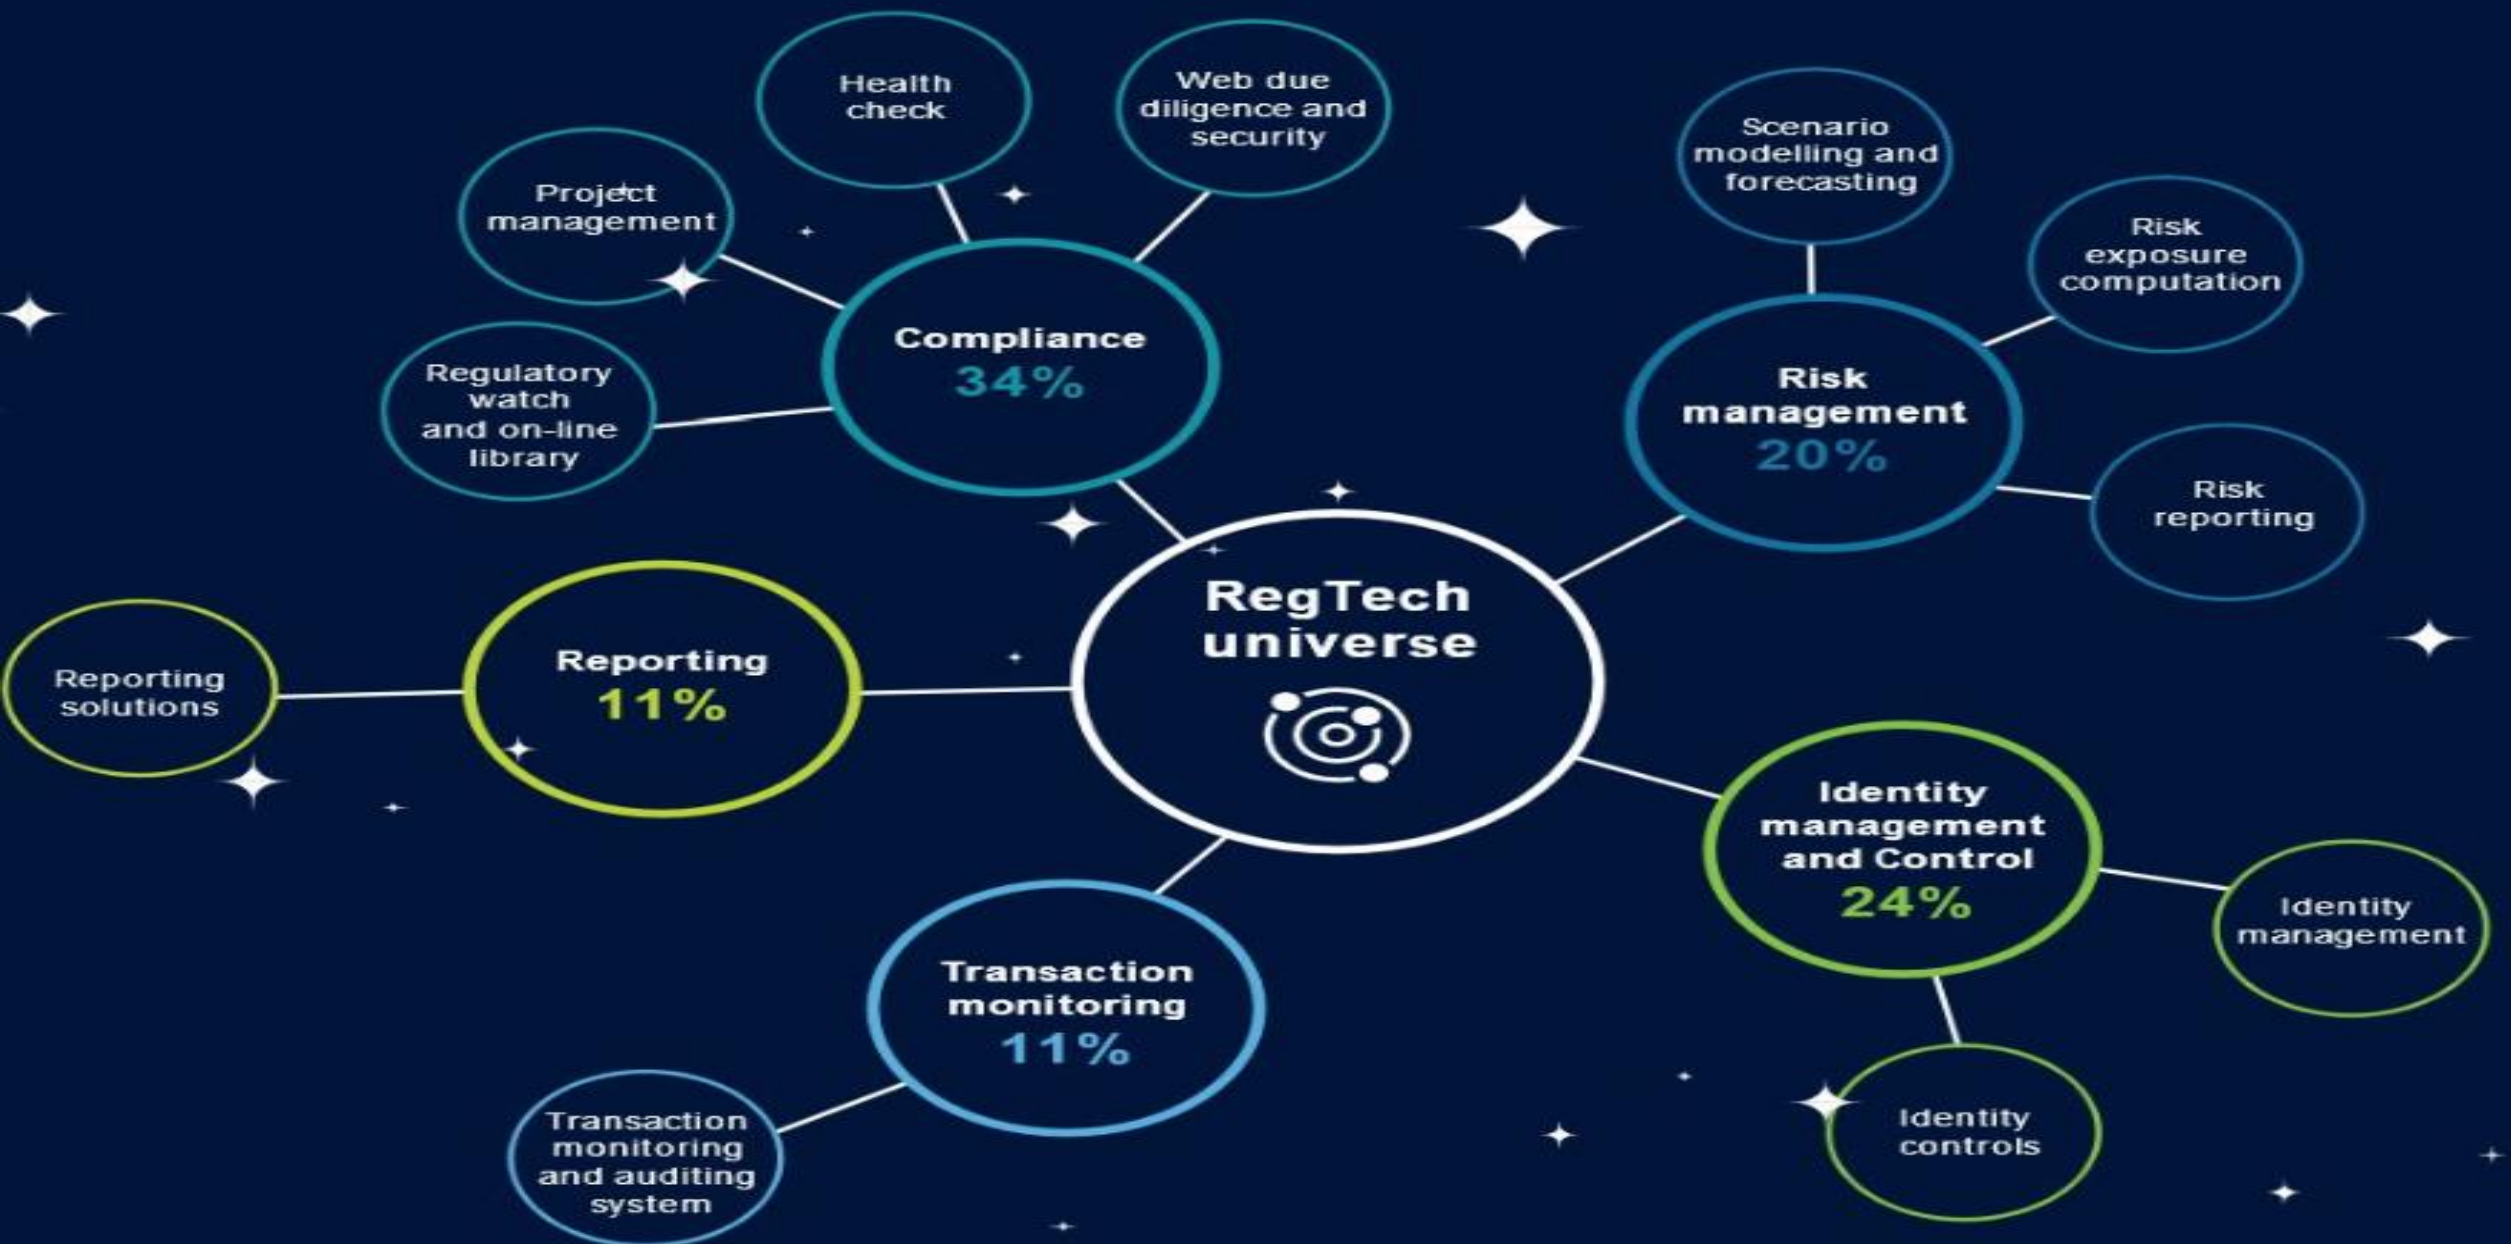 Health
check
Web due
diligence and
security
Project
management
Scenario
modelling and
forecasting
Risk
exposure
computation
Compliance
34%
Regulatory
watch
and on-line
library
Risk
management
20%
Risk
reporting
RegTech
universe
Reporting
11%
Reporting
solutions
Identity
management
and Control
24%
Identity
management
Transaction
monitoring
11%
Transaction
monitoring
and auditing
system
Identity
controls